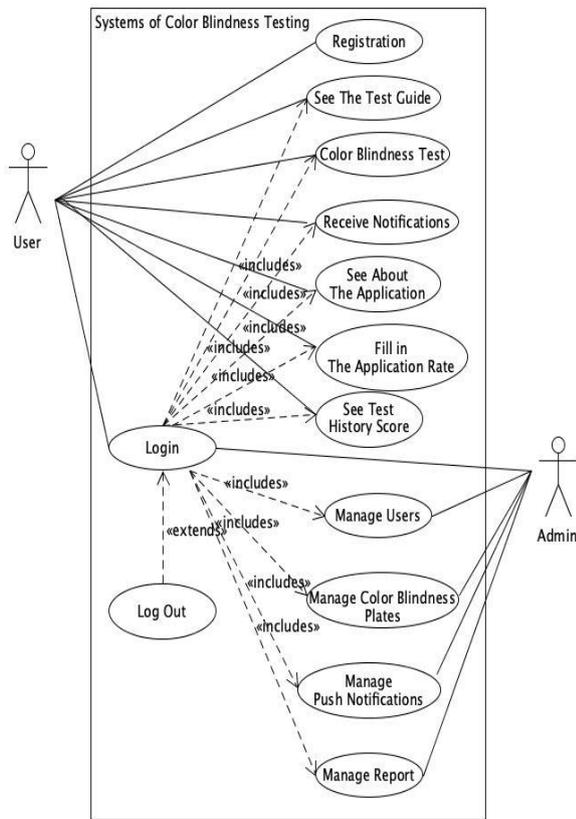 Systems of Color Blindness Testing
Registration
See The Test Guide
Color Blindness Test
User
Receive Notifications
«includes»
See About
The Application
«includes»
«includes»
Fill in
The Application Rate
«includes»
«includes»
«includes»
See Test
History Score
Login
«includes»
Manage Users
Admin
«extends»
«includes»
«includes»
Manage Color Blindness
Plates
Log Out
«includes»
Manage
Push Notifications
Manage Report